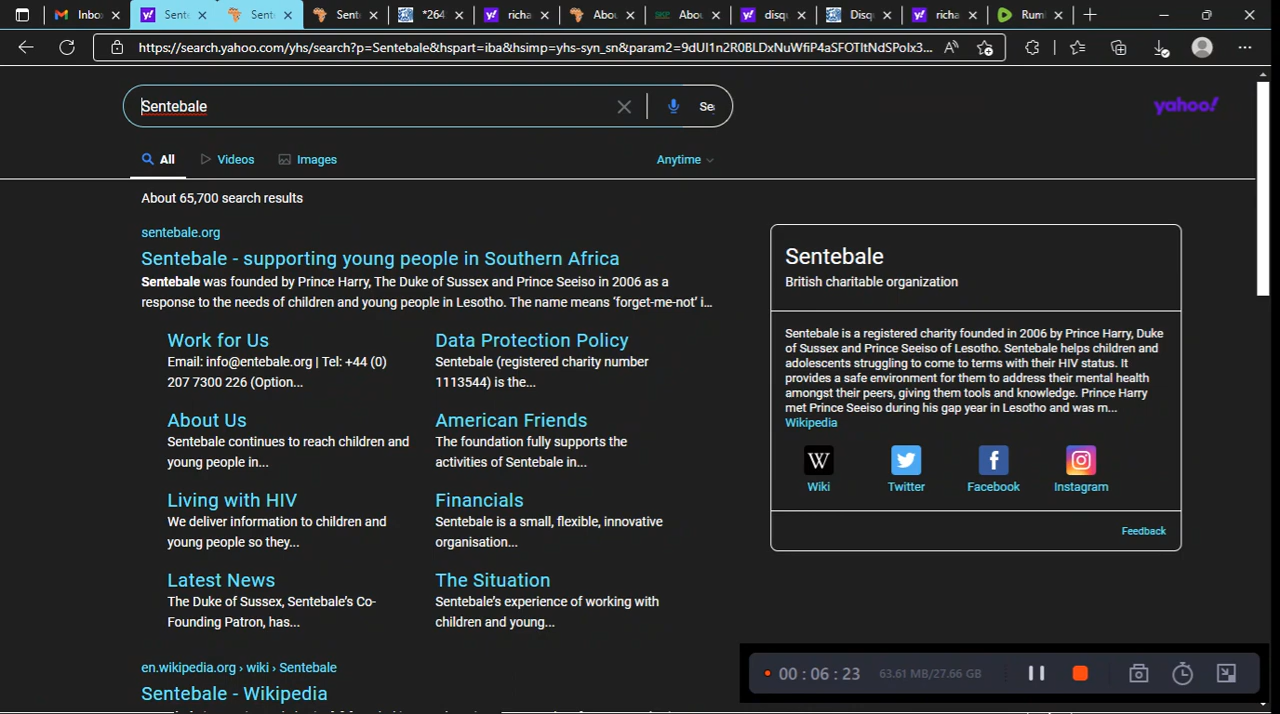 Inbo
Sente
Sente
Sent
*264
richa
Abou
Abou
disqu
Disqu
richa
Rum
https://search.yahoo.com/yhs/search?p=Sentebale&hspart=iba&hsimp=yhs-syn_sn&param2=9dUI1n2R0BLDxNuWfiP4aSFOTltNdSPolx3...
Sentebale
Se
yahoo!
All
Videos
Images
Anytime
About 65,700 search results
sentebale.org
Sentebale - supporting young people in Southern Africa
Sentebale was founded by Prince Harry, The Duke of Sussex and Prince Seeiso in 2006 as a
response to the needs of children and young people in Lesotho. The name means 'forget-me-not' i...
Work for Us
Email: info@entebale.org | Tel: +44 (0)
207 7300 226 (Option...
Data Protection Policy
Sentebale (registered charity number
1113544) is the...
About Us
Sentebale continues to reach children and
young people in...
American Friends
The foundation fully supports the
activities of Sentebale in...
Living with HIV
We deliver information to children and
young people so they...
Financials
Sentebale is a small, flexible, innovative
organisation...
Latest News
The Duke of Sussex, Sentebale's Co-
Founding Patron, has...
The Situation
Sentebale's experience of working with
children and young...
en.wikipedia.org › wiki › Sentebale
Sentebale - Wikipedia
Sentebale
British charitable organization
Sentebale is a registered charity founded in 2006 by Prince Harry, Duke
of Sussex and Prince Seeiso of Lesotho. Sentebale helps children and
adolescents struggling to come to terms with their HIV status. It
provides a safe environment for them to address their mental health
amongst their peers, giving them tools and knowledge. Prince Harry
met Prince Seeiso during his gap year in Lesotho and was m...
Wikipedia
Wiki
Twitter
Facebook
Instagram
Feedback
00 : 06 : 23
63.61 MB/27.66 GB